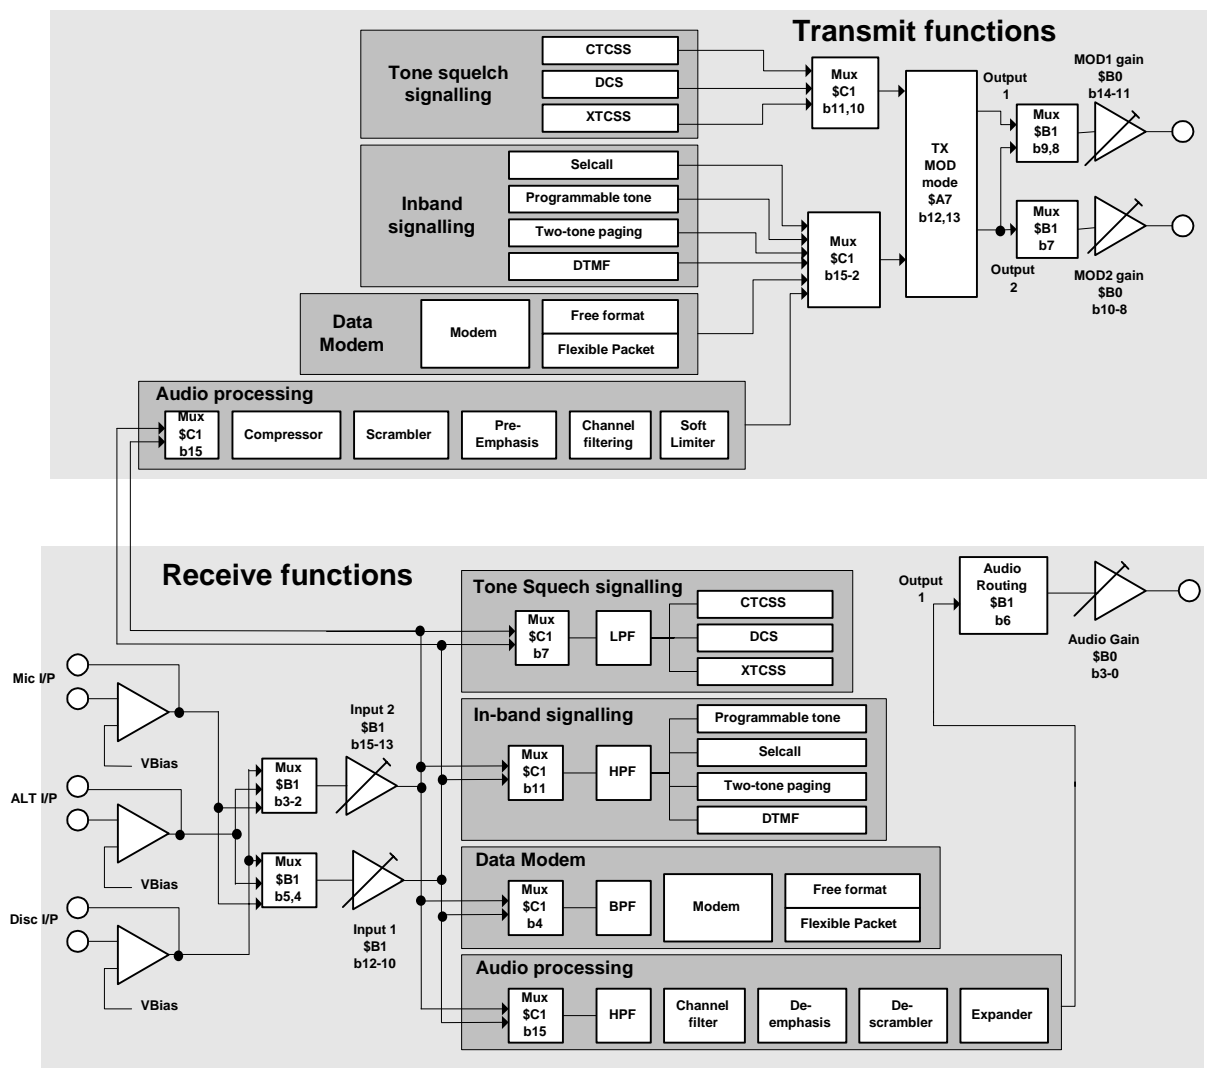 Transmit functions
Tone squelch
signalling
CTCSS
DCS
XTCSS
Mux
$C1
b11,10
Inband
signalling
Selcall
Programmable tone
Two-tone paging
DTMF
Mux
$C1
b15-2
Data
Modem
Modem
Free format
Flexible Packet
Audio processing
Mux
$C1
b15
Compressor
Scrambler
Pre-
Emphasis
Channel
filtering
Soft
Limiter
TX
MOD
mode
$A7
b12,13
Output
1
Output
2
Mux
$B1
b9,8
Mux
$B1
b7
MOD1 gain
$B0
b14-11
MOD2 gain
$B0
b10-8
Receive functions
Mic I/P
VBias
ALT I/P
VBias
Disc I/P
VBias
Mux
$B1
b3-2
Mux
$B1
b5,4
Input 2
$B1
b15-13
Input 1
$B1
b12-10
Tone Squech signalling
Mux
$C1
b7
LPF
CTCSS
DCS
XTCSS
In-band signalling
Mux
$C1
b11
HPF
Programmable tone
Selcall
Two-tone paging
DTMF
Data Modem
Mux
$C1
b4
BPF
Modem
Free format
Flexible Packet
Audio processing
Mux
$C1
b15
HPF
Channel
filter
De-
emphasis
De-
scrambler
Expander
Output
1
Audio
Routing
$B1
b6
Audio Gain
$B0
b3-0